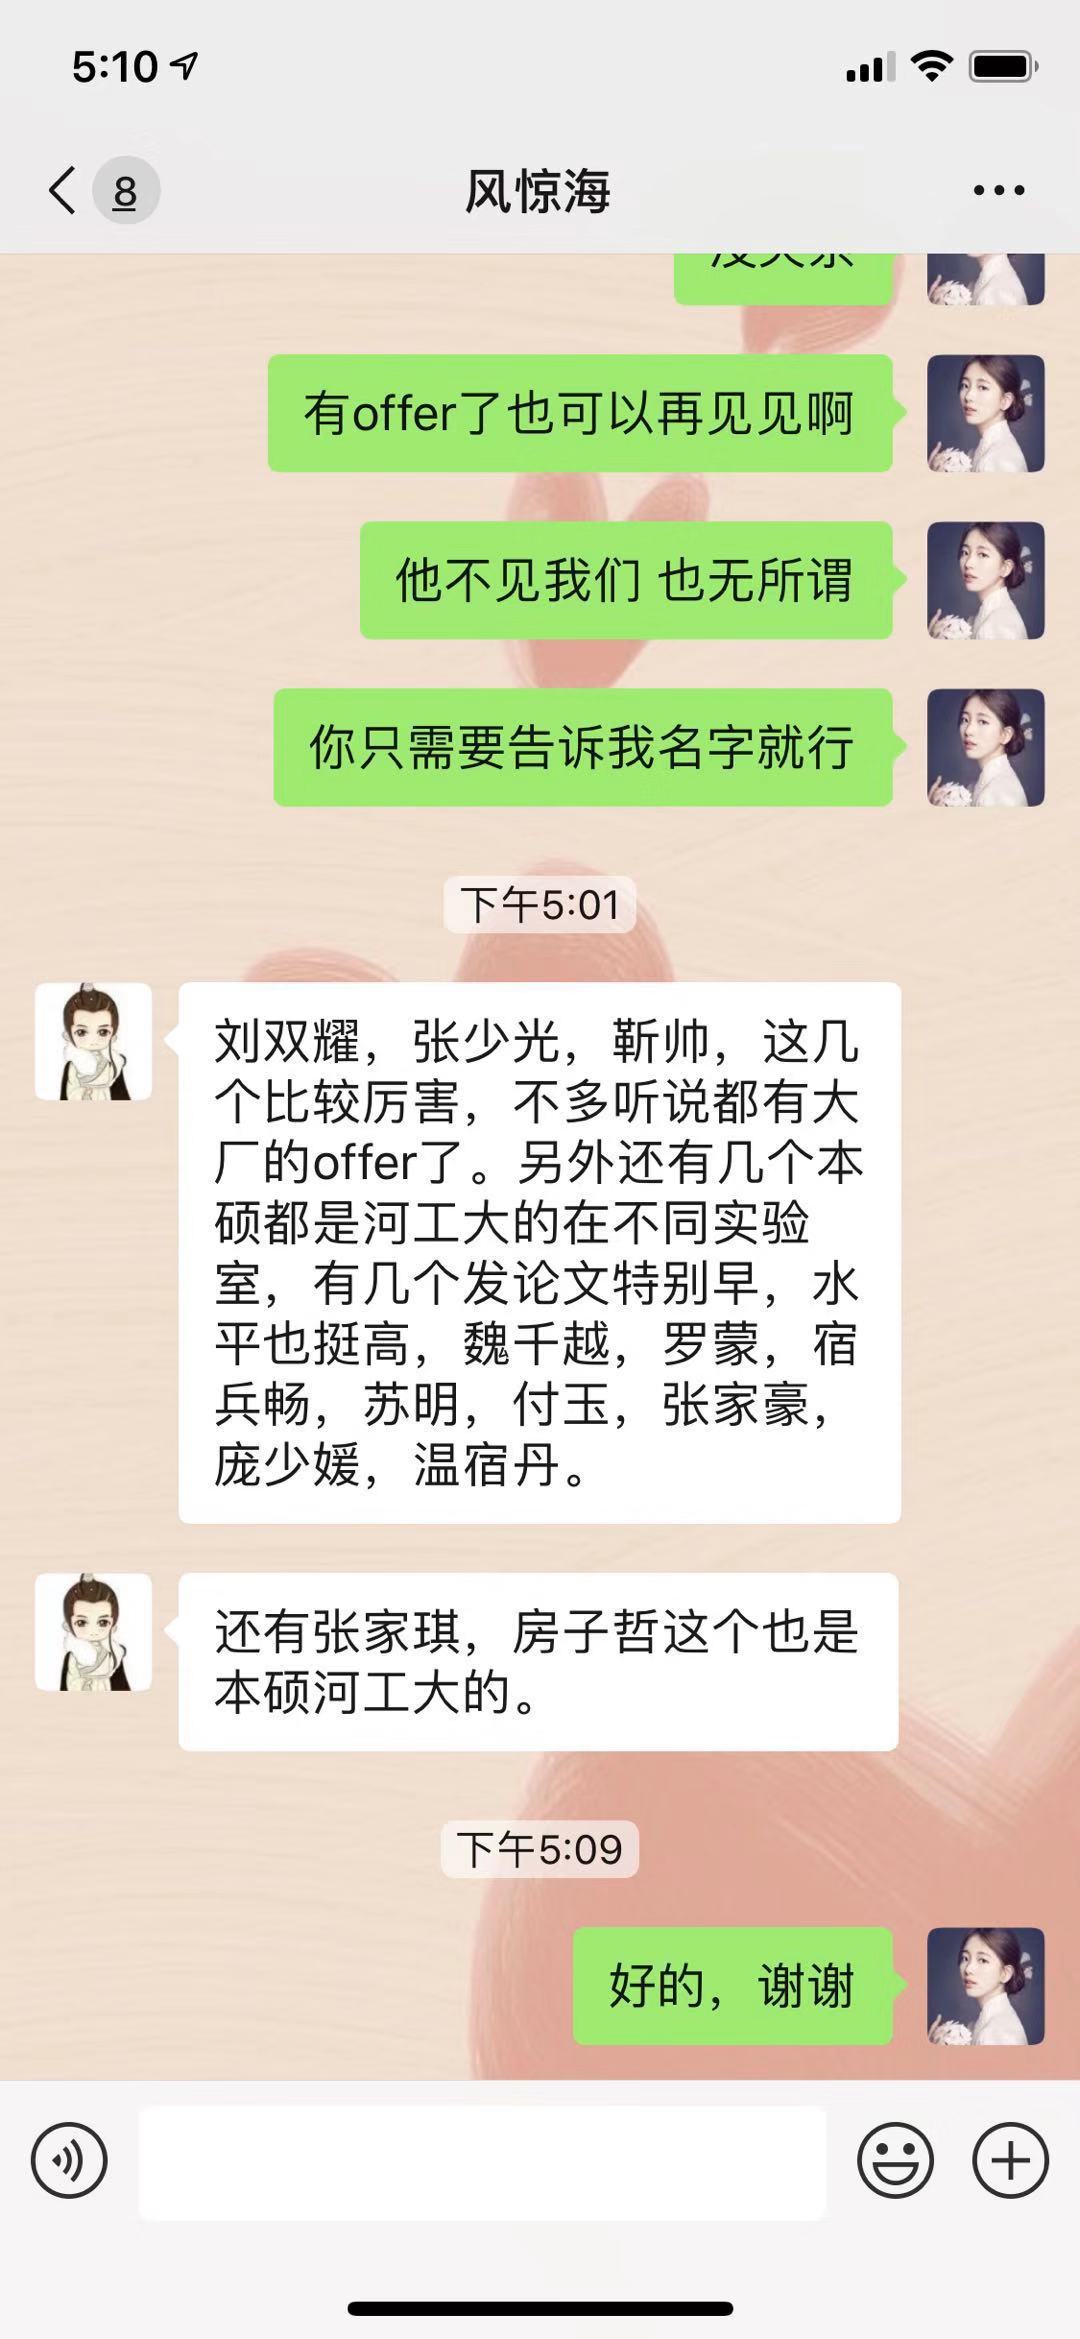 5:10
8
风惊海
有offer了也可以再见见啊
他不见我们 也无所谓
你只需要告诉我名字就行
下午5:01
刘双耀，张少光，靳帅，这几
个比较厉害，不多听说都有大
厂的offer了。另外还有几个本
硕都是河工大的在不同实验
室，有几个发论文特别早，水
平也挺高，魏千越，罗蒙，宿
兵畅，苏明，付玉，张家豪，
庞少媛，温宿丹。
还有张家琪，房子哲这个也是
本硕河工大的。
下午5:09
好的，谢谢